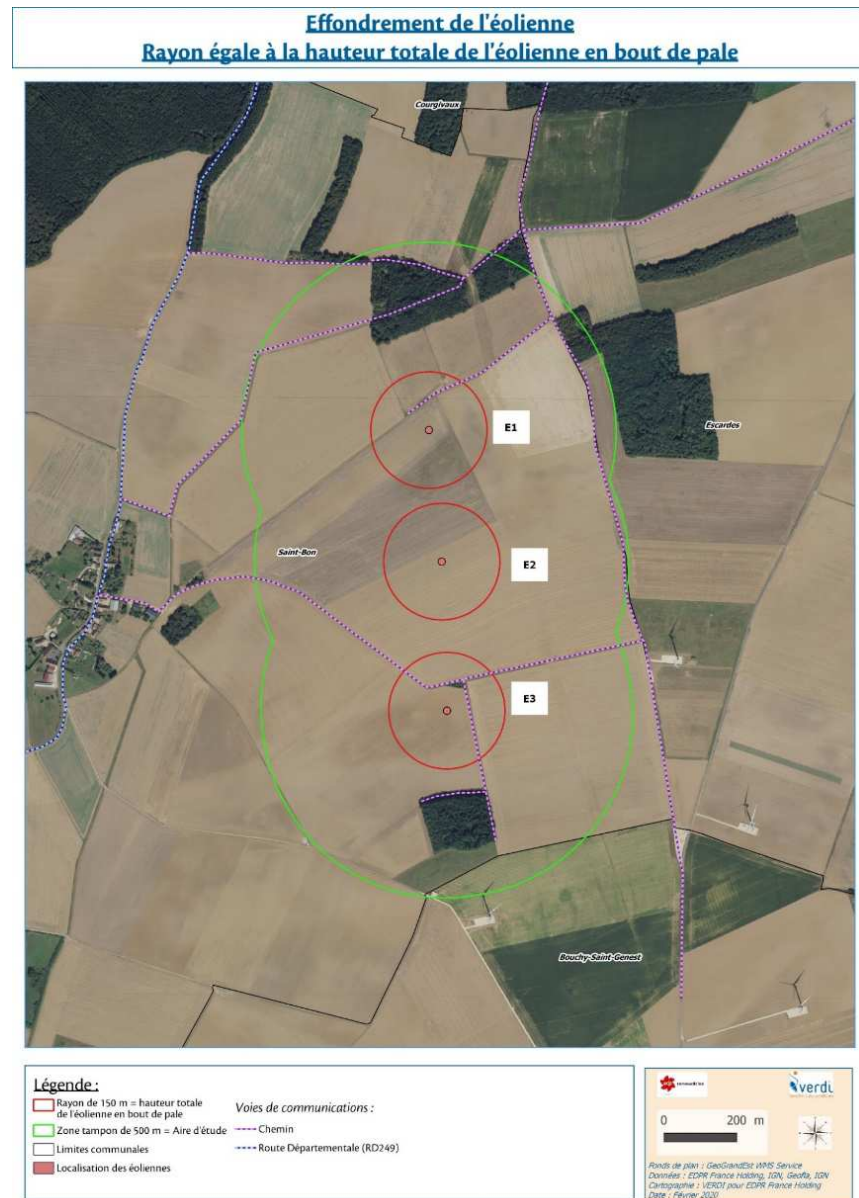 Effondrement de l'éolienne
Rayon égale à la hauteur totale de l'éolienne en bout de pale
Courgivaux
Escardes
E1
Saint-Bon
E2
E3
Bouchy-Saint-Genest
Légende :
Rayon de 150 m = hauteur totale
de l'éolienne en bout de pale
Zone tampon de 500 m = Aire d'étude
Limites communales
Localisation des éoliennes
Voies de communications :
Chemin
Route Départementale (RD249)
verdi
0 200 m
Fonds de plan : GeoGrandEst WMS Service
Données : EDPR France Holding, IGN, Geofla, IGN
Cartographie : VERDI pour EDPR France Holding
Date : Février 2020